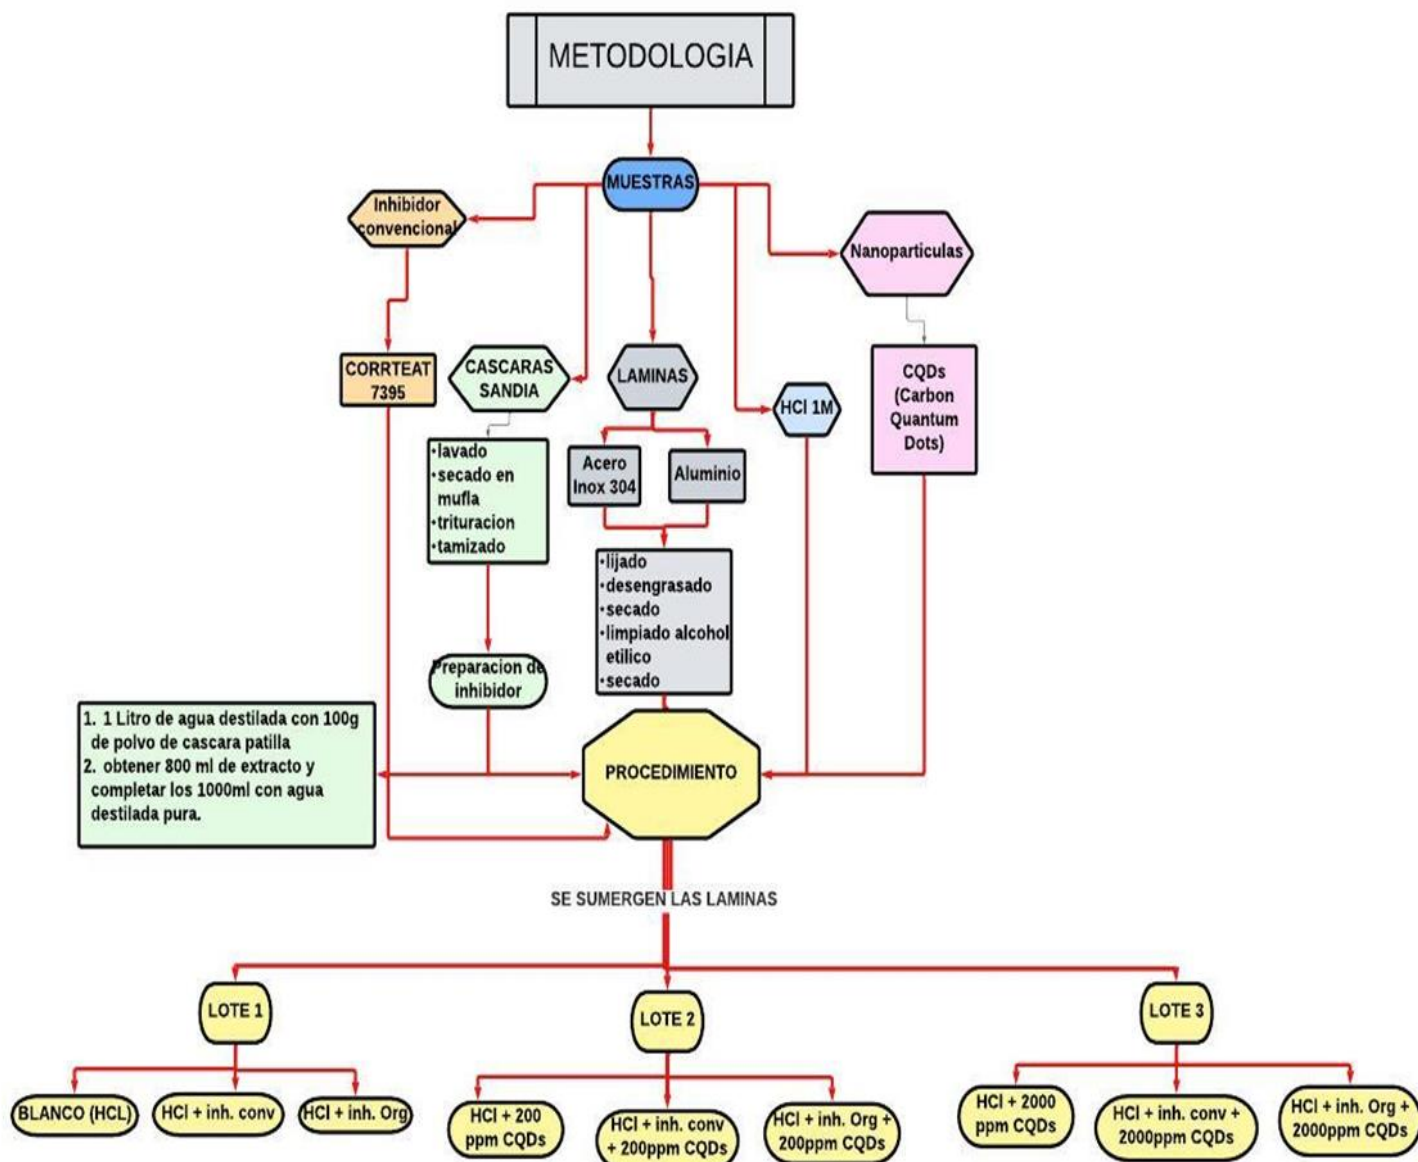 METODOLOGIA
MUESTRAS
Inhibidor
convencional
Nanoparticulas
CORRTEAT
7395
CASCARAS
SANDIA
LAMINAS
HCl 1M
CQDs
(Carbon
Quantum
Dots)
•lavado
•secado en
mufla
•trituracion
•tamizado
Acero
Inox 304
Aluminio
•lijado
•desengrasado
•secado
•limpiado alcohol
etilico
•secado
Preparacion de
inhibidor
1. 1 Litro de agua destilada con 100g
de polvo de cascara patilla
2. obtener 800 ml de extracto y
completar los 1000ml con agua
destilada pura.
PROCEDIMIENTO
SE SUMERGEN LAS LAMINAS
LOTE 1
LOTE 2
LOTE 3
BLANCO (HCL)
HCl + inh. conv
HCl + inh. Org
HCl + 200
ppm CQDs
HCl + inh. conv
+ 200ppm CQDs
HCl + inh. Org +
200ppm CQDs
HCl + 2000
ppm CQDs
HCl + inh. conv +
2000ppm CQDs
HCl + inh. Org +
2000ppm CQDs